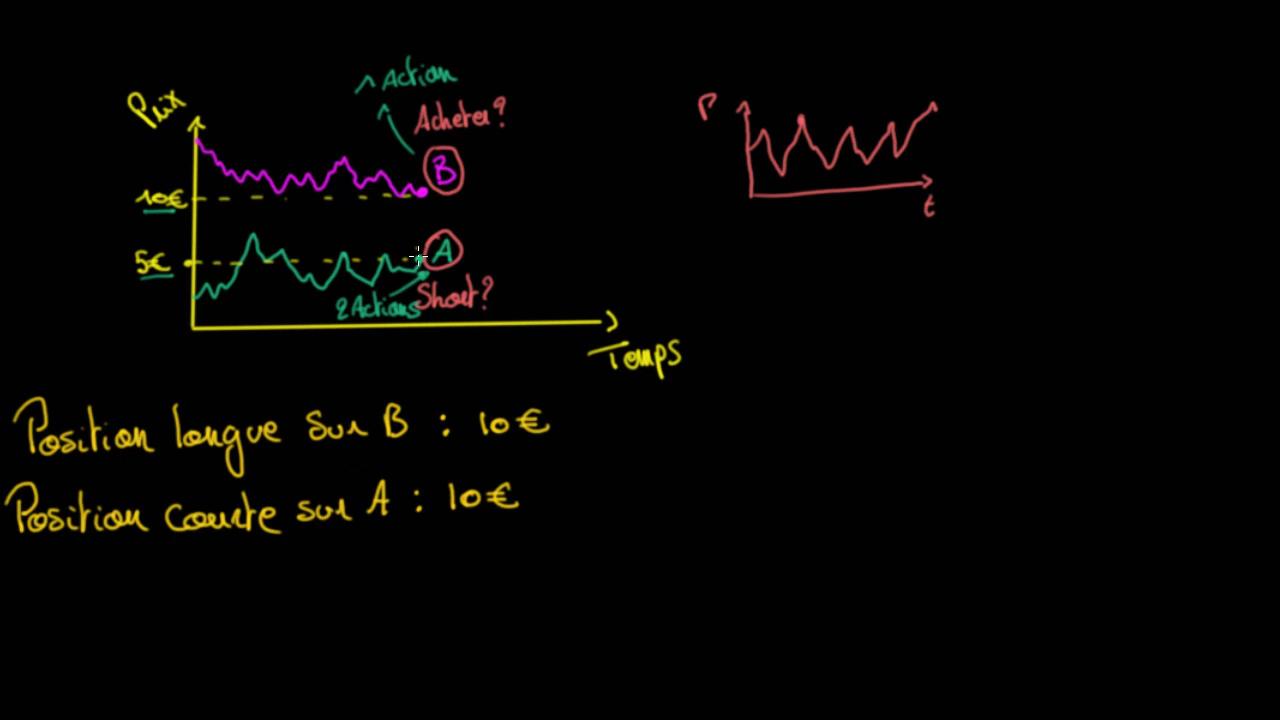 Prix
1 Action
Acheter?
B
10€
5€
A
2 Actions
Short?
Temps
P
t
Position longue sur B : 10€
Position courte sur A : 10€